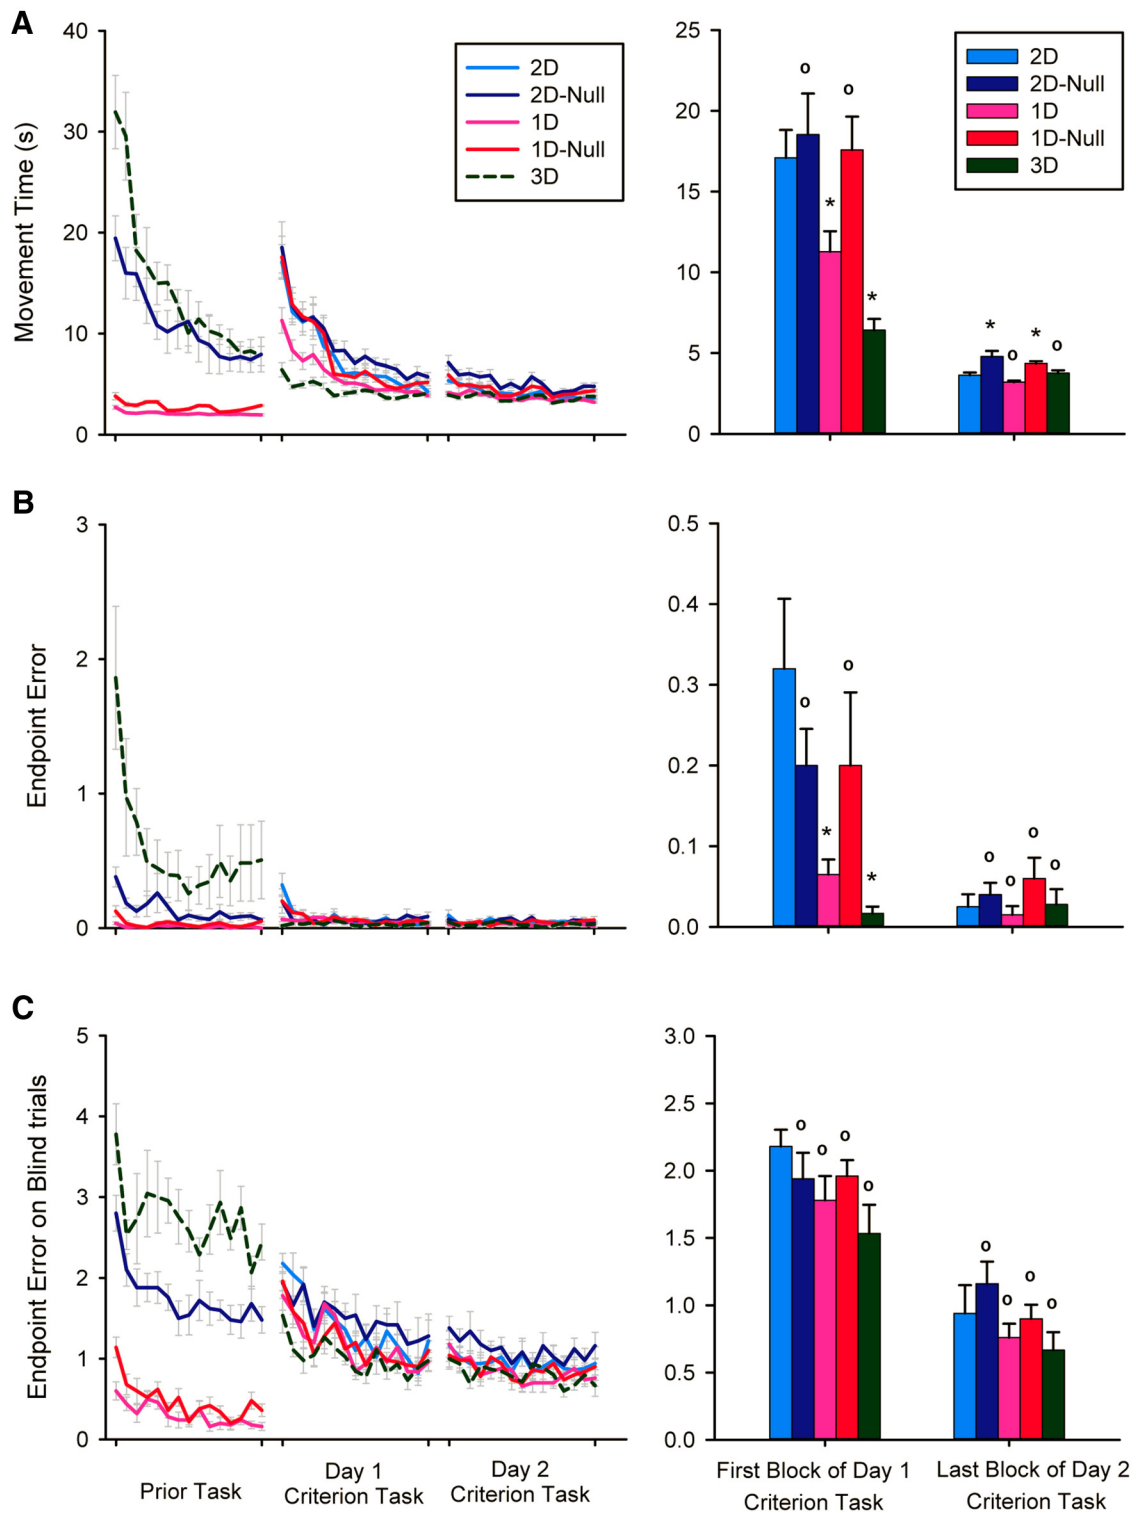 A
Movement Time (s)
40
30
20
10
0
2D
2D-Null
1D
1D-Null
3D
25
20
15
10
5
0
o
*
o
*
*
o
*
o
2D
2D-Null
1D
1D-Null
3D
B
Endpoint Error
3
2
1
0
0.5
0.4
0.3
0.2
0.1
0.0
o
*
o
*
o
o
o
o
C
Endpoint Error on Blind trials
5
4
3
2
1
0
Prior Task
Day 1
Criterion Task
Day 2
Criterion Task
3.0
2.5
2.0
1.5
1.0
0.5
0.0
o
o
o
o
o
o
o
o
First Block of Day 1
Criterion Task
Last Block of Day 2
Criterion Task